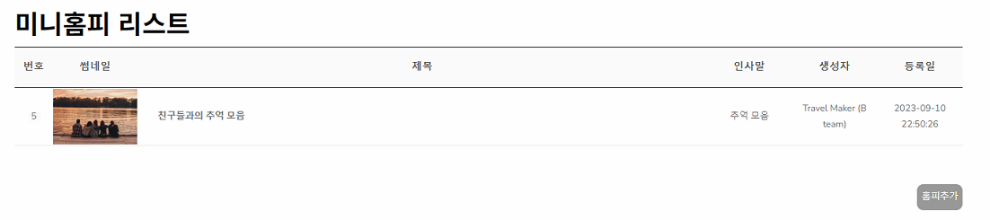 미니홈피 리스트
번호 썸네일 제목 인사말 생성자 등록일
5 친구들과의 추억 모음 추억 모음 Travel Maker (B
team) 2023-09-10
22:50:26
홈피추가